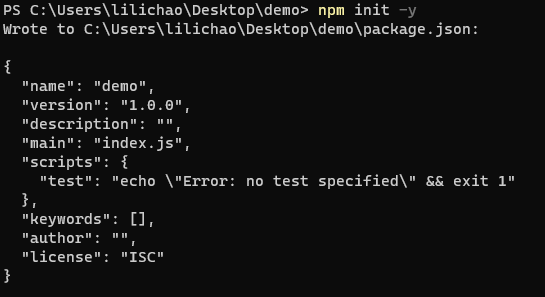 PS C:\Users\lilichao\Desktop\demo> npm init -y
Wrote to C:\Users\lilichao\Desktop\demo\package.json:
{
  "name": "demo",
  "version": "1.0.0",
  "description": "",
  "main": "index.js",
  "scripts": {
    "test": "echo \"Error: no test specified\" && exit 1"
  },
  "keywords": [],
  "author": "",
  "license": "ISC"
}